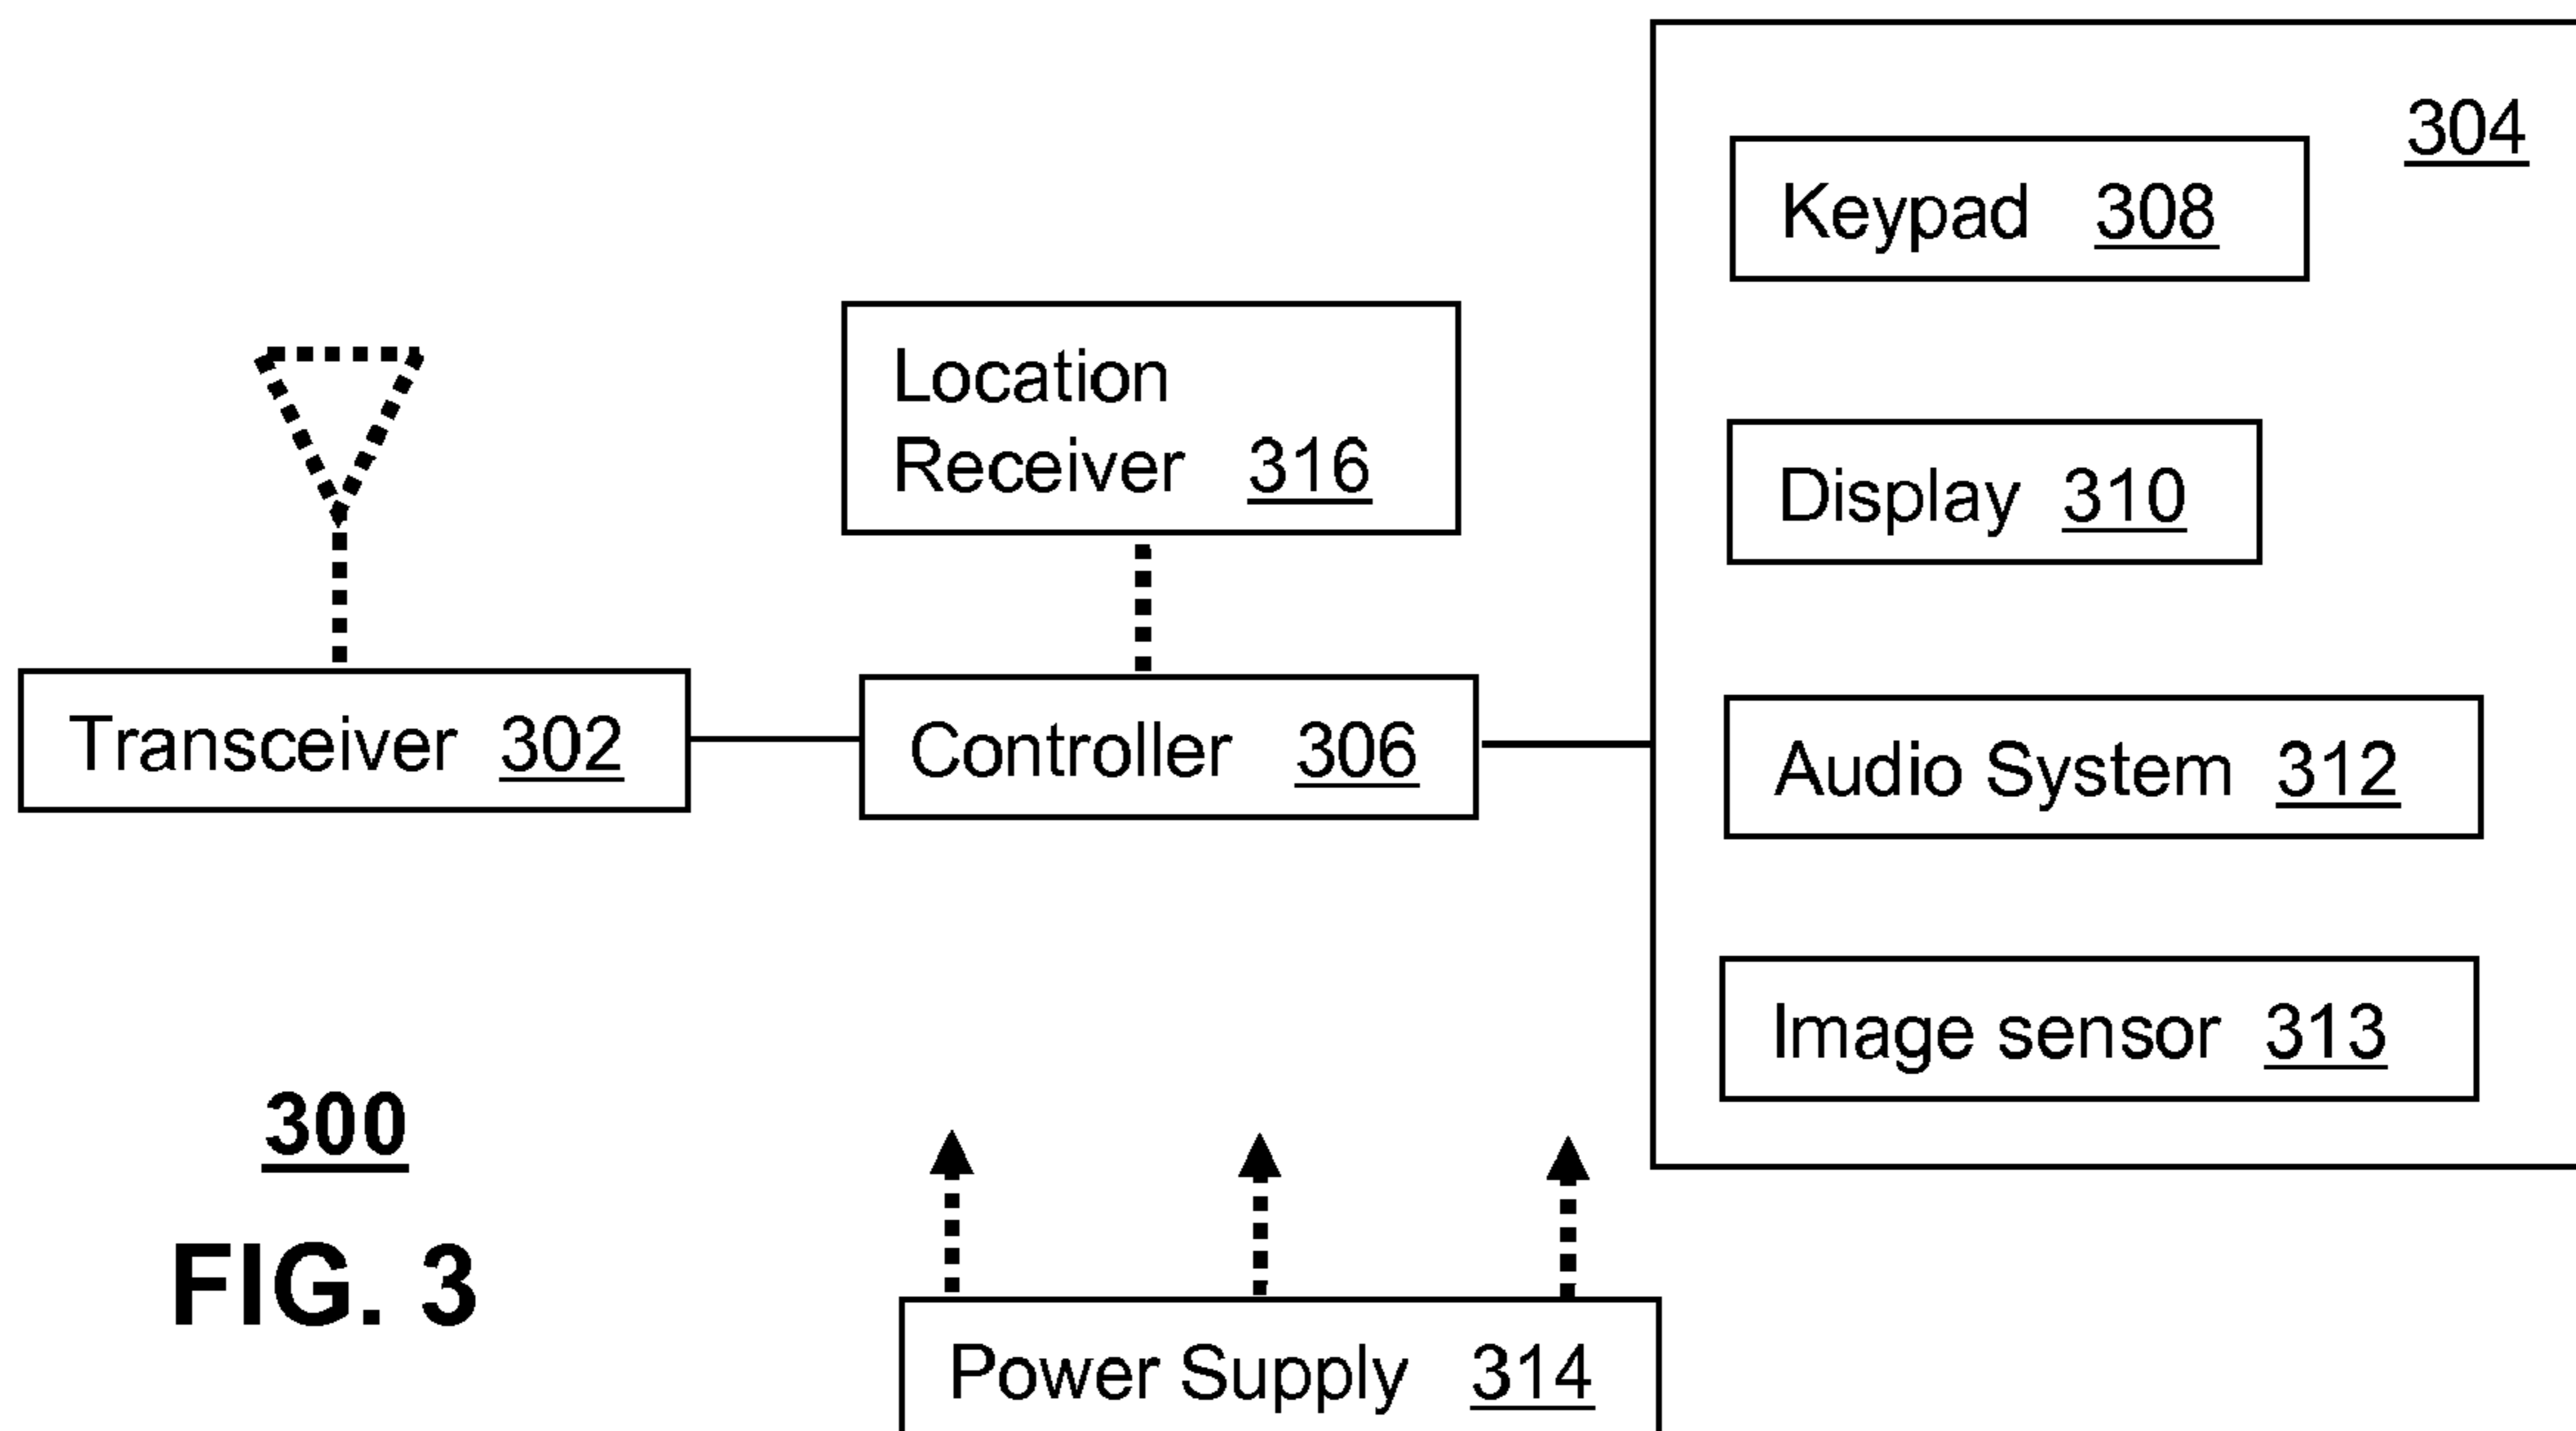 304
Keypad 308
Location
Receiver 316
Display 310
Transceiver 302
Controller 306
Audio System 312
Image sensor 313
300
FIG. 3
Power Supply 314